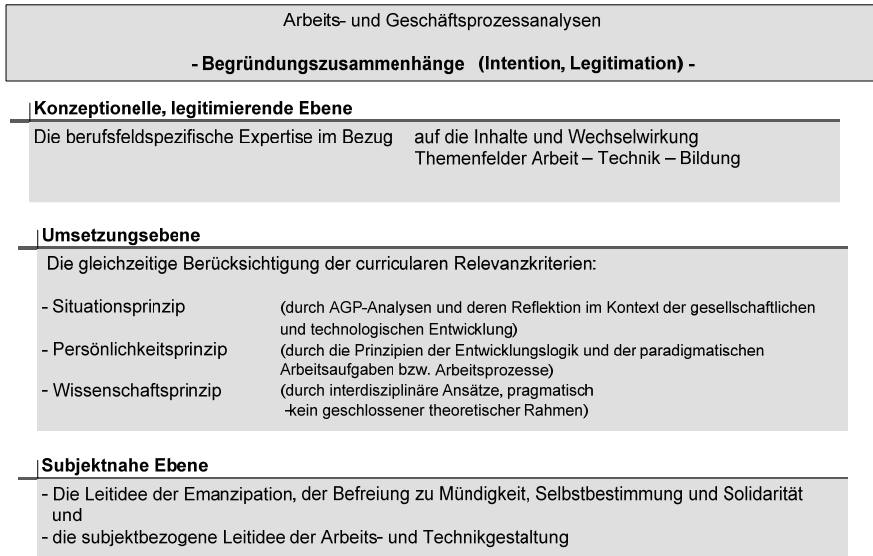 Arbeits- und Geschäftsprozessanalysen
- Begründungszusammenhänge (Intention, Legitimation) -
Konzeptionelle, legitimierende Ebene
Die berufsfeldspezifische Expertise im Bezug auf die Inhalte und Wechselwirkung
Themenfelder Arbeit – Technik – Bildung
Umsetzungsebene
Die gleichzeitige Berücksichtigung der curricularen Relevanzkriterien:
- Situationsprinzip (durch AGP-Analysen und deren Reflektion im Kontext der gesellschaftlichen
und technologischen Entwicklung)
- Persönlichkeitsprinzip (durch die Prinzipien der Entwicklungslogik und der paradigmatischen
Arbeitsaufgaben bzw. Arbeitsprozesse)
- Wissenschaftsprinzip (durch interdisziplinäre Ansätze, pragmatisch
-kein geschlossener theoretischer Rahmen)
Subjektnahe Ebene
- Die Leitidee der Emanzipation, der Befreiung zu Mündigkeit, Selbstbestimmung und Solidarität
und
- die subjektbezogene Leitidee der Arbeits- und Technikgestaltung